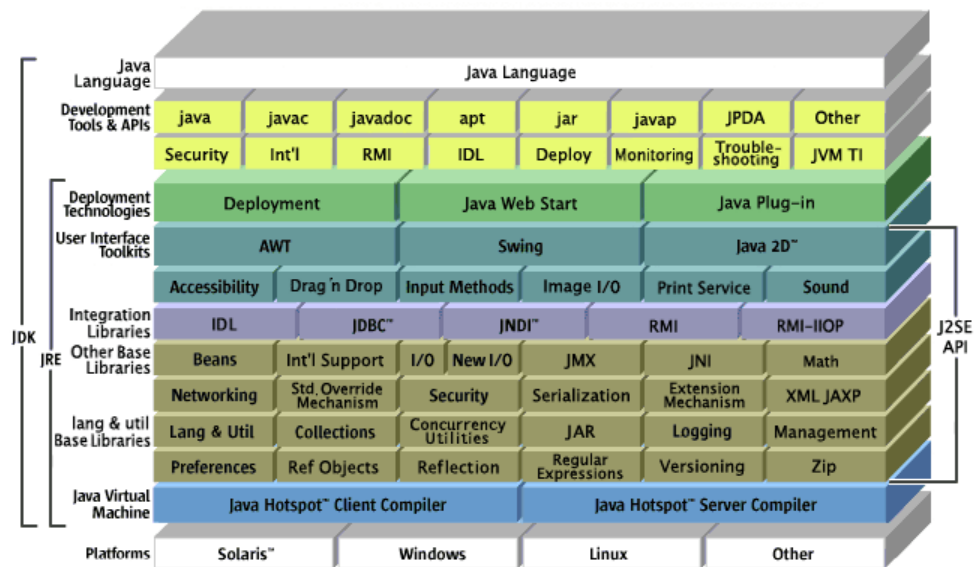 Java
Language
Java Language
Development
Tools & APIs
java javac javadoc apt jar javap JPDA Other
Security Int'l RMI IDL Deploy Monitoring Trouble-
shooting JVM TI
Deployment
Technologies
Deployment Java Web Start Java Plug-in
User Interface
Toolkits
AWT Swing Java 2D™
Accessibility Drag 'n Drop Input Methods Image I/O Print Service Sound
Integration
Libraries
IDL JDBC™ JNDI™ RMI RMI-IIOP
JDK
JRE
J2SE
API
Other Base
Libraries
Beans Int'l Support I/O New I/O JMX JNI Math
Networking Std. Override
Mechanism Security Serialization Extension
Mechanism XML JAXP
lang & util
Base Libraries
Lang & Util Collections Concurrency
Utilities JAR Logging Management
Preferences Ref Objects Reflection Regular
Expressions Versioning Zip
Java Virtual
Machine
Java Hotspot™ Client Compiler Java Hotspot™ Server Compiler
Platforms
Solaris™ Windows Linux Other